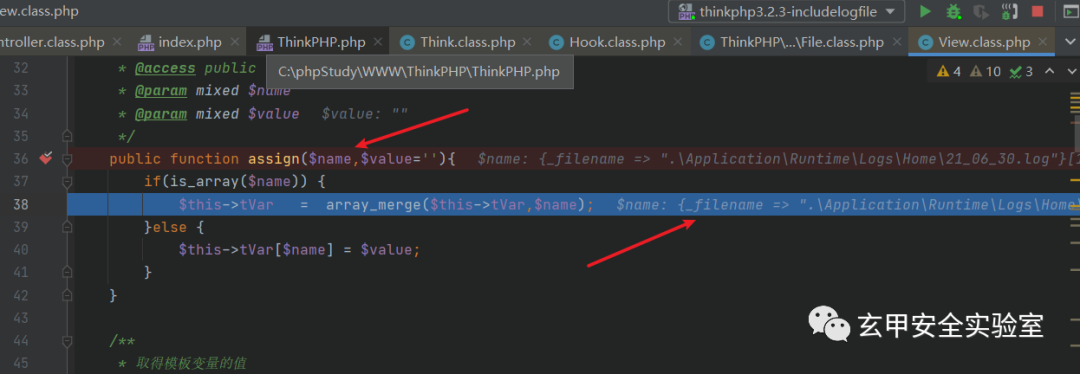 ew.class.php
thinkphp3.2.3-includelogfile
ntroller.class.php index.php ThinkPHP.php Think.class.php Hook.class.php ThinkPHP\...\File.class.php View.class.php
32 * @access public
C:\phpStudy\WWW\ThinkPHP\ThinkPHP.php
4 10 3
33 * @param mixed $name
34 * @param mixed $value $value: ""
35 */
36 public function assign($name,$value=''){ $name: {_filename => ".\Application\Runtime\Logs\Home\21_06_30.log"}[
37 if(is_array($name)) {
38 $this->tVar = array_merge($this->tVar,$name); $name: {_filename => ".\Application\Runtime\Logs\Home\
39 }else {
40 $this->tVar[$name] = $value;
41 }
42 }
43
44 /**
45 * 取得模板变量的值
玄甲安全实验室